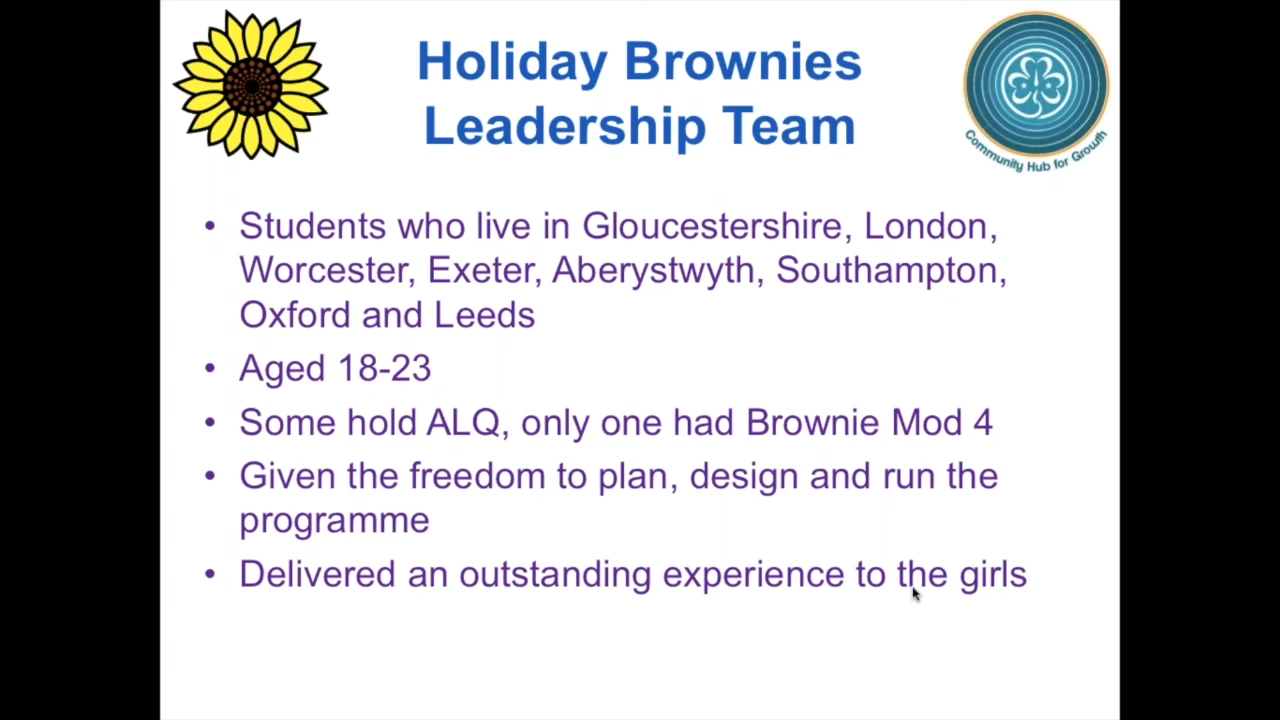 Holiday Brownies
Leadership Team
Community Hub for Growth
• Students who live in Gloucestershire, London,
Worcester, Exeter, Aberystwyth, Southampton,
Oxford and Leeds
• Aged 18-23
• Some hold ALQ, only one had Brownie Mod 4
• Given the freedom to plan, design and run the
programme
• Delivered an outstanding experience to the girls